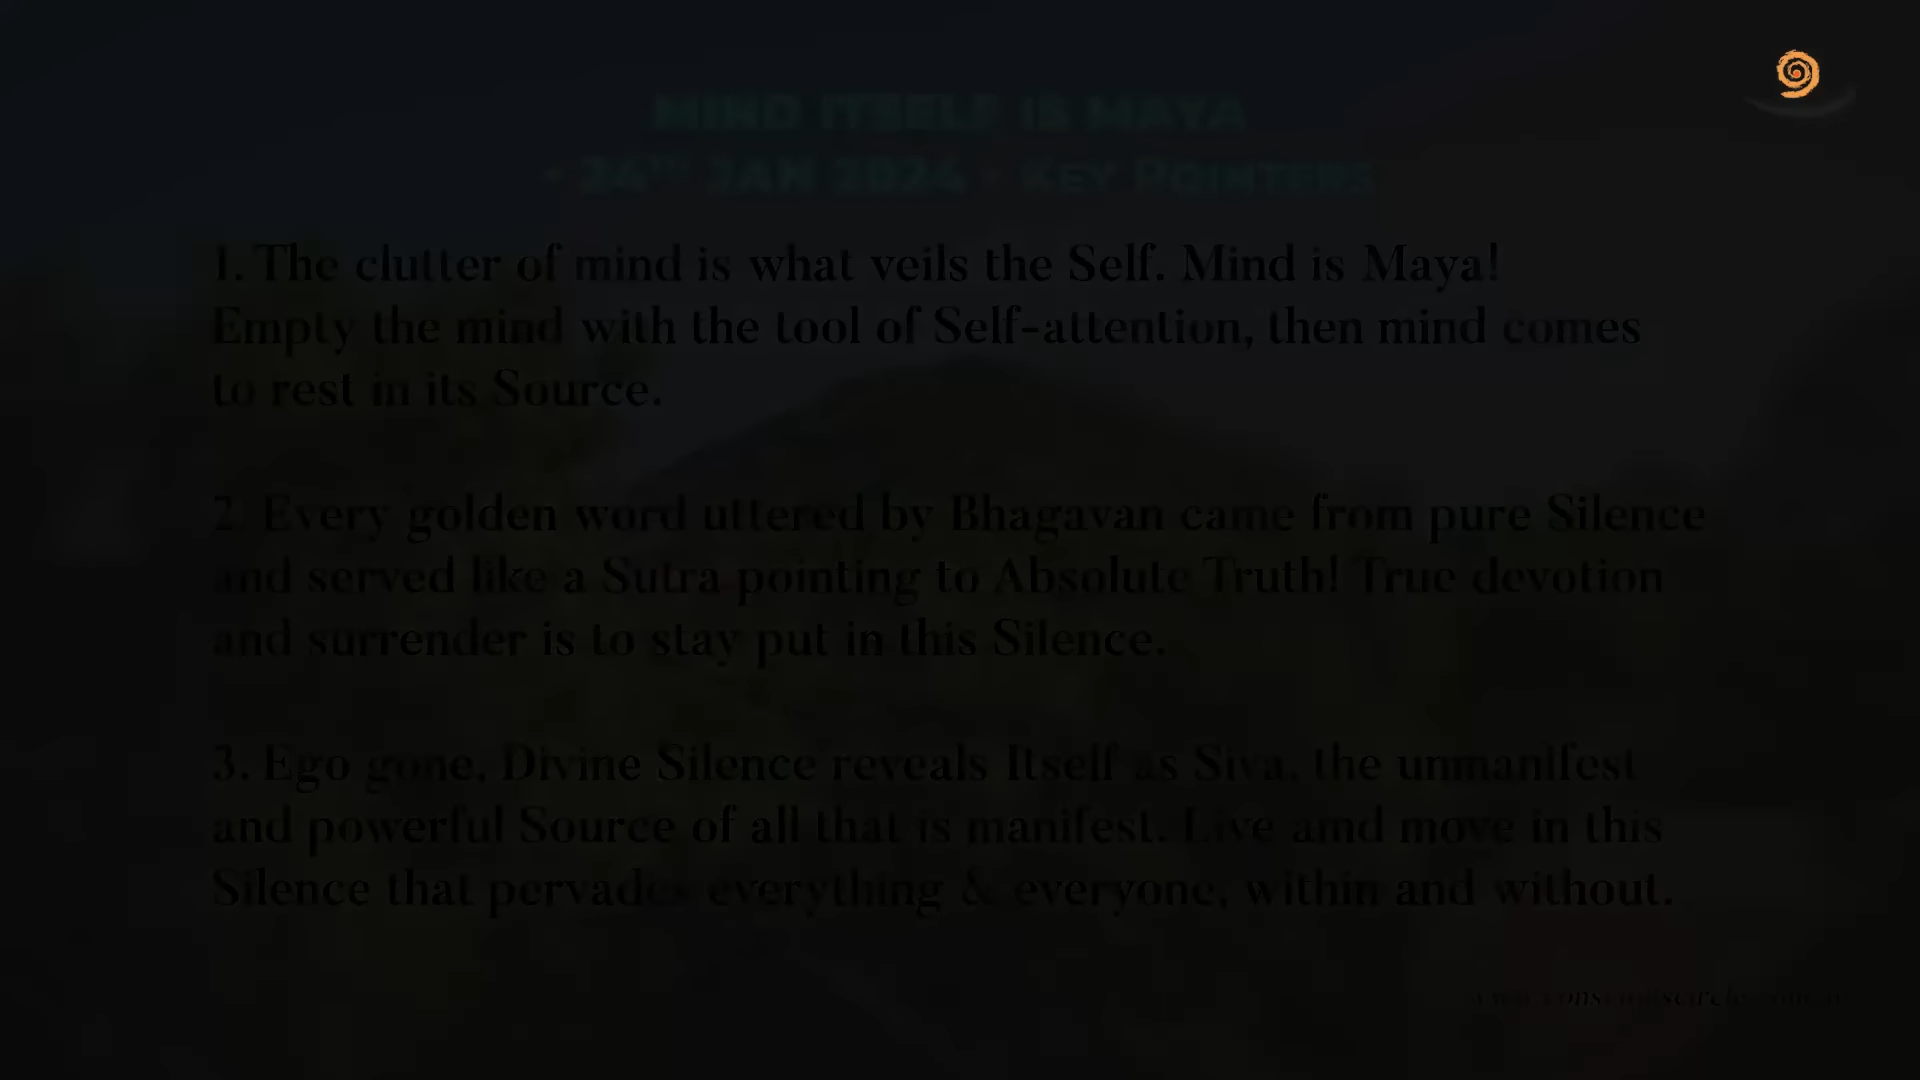 MIND ITSELF IS MAYA
- 24TH JAN 2024 - KEY POINTERS
1. The clutter of mind is what veils the Self. Mind is Maya!
Empty the mind with the tool of Self-attention, then mind comes
to rest in its Source.
2. Every golden word uttered by Bhagavan came from pure Silence
and served like a Sutra pointing to Absolute Truth! True devotion
and surrender is to stay put in this Silence.
3. Ego gone, Divine Silence reveals Itself as Siva, the unmanifest
and powerful Source of all that is manifest. Live amd move in this
Silence that pervades everything & everyone, within and without.